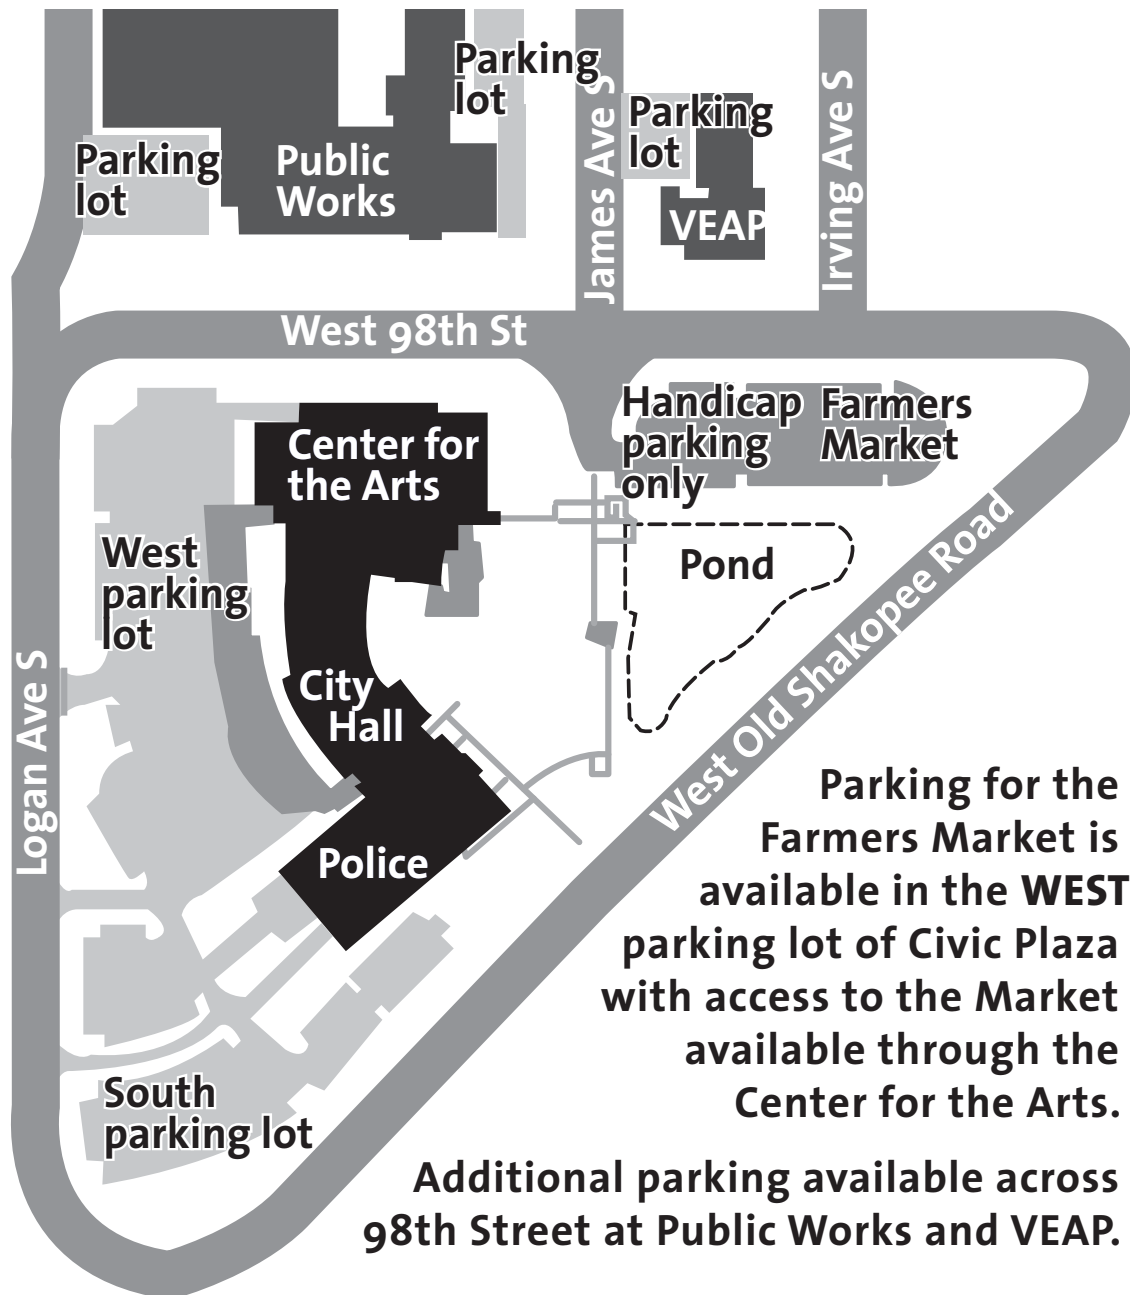 Parking
lot
Parking
lot
Parking
lot
Public
Works
VEAP
James Ave S
Irving Ave S
West 98th St
Handicap
parking
only
Farmers
Market
Center for
the Arts
West
parking
lot
Pond
West Old Shakopee Road
City
Hall
Logan Ave S
Police
South
parking lot
Parking for the
Farmers Market is
available in the WEST
parking lot of Civic Plaza
with access to the Market
available through the
Center for the Arts.
Additional parking available across
98th Street at Public Works and VEAP.